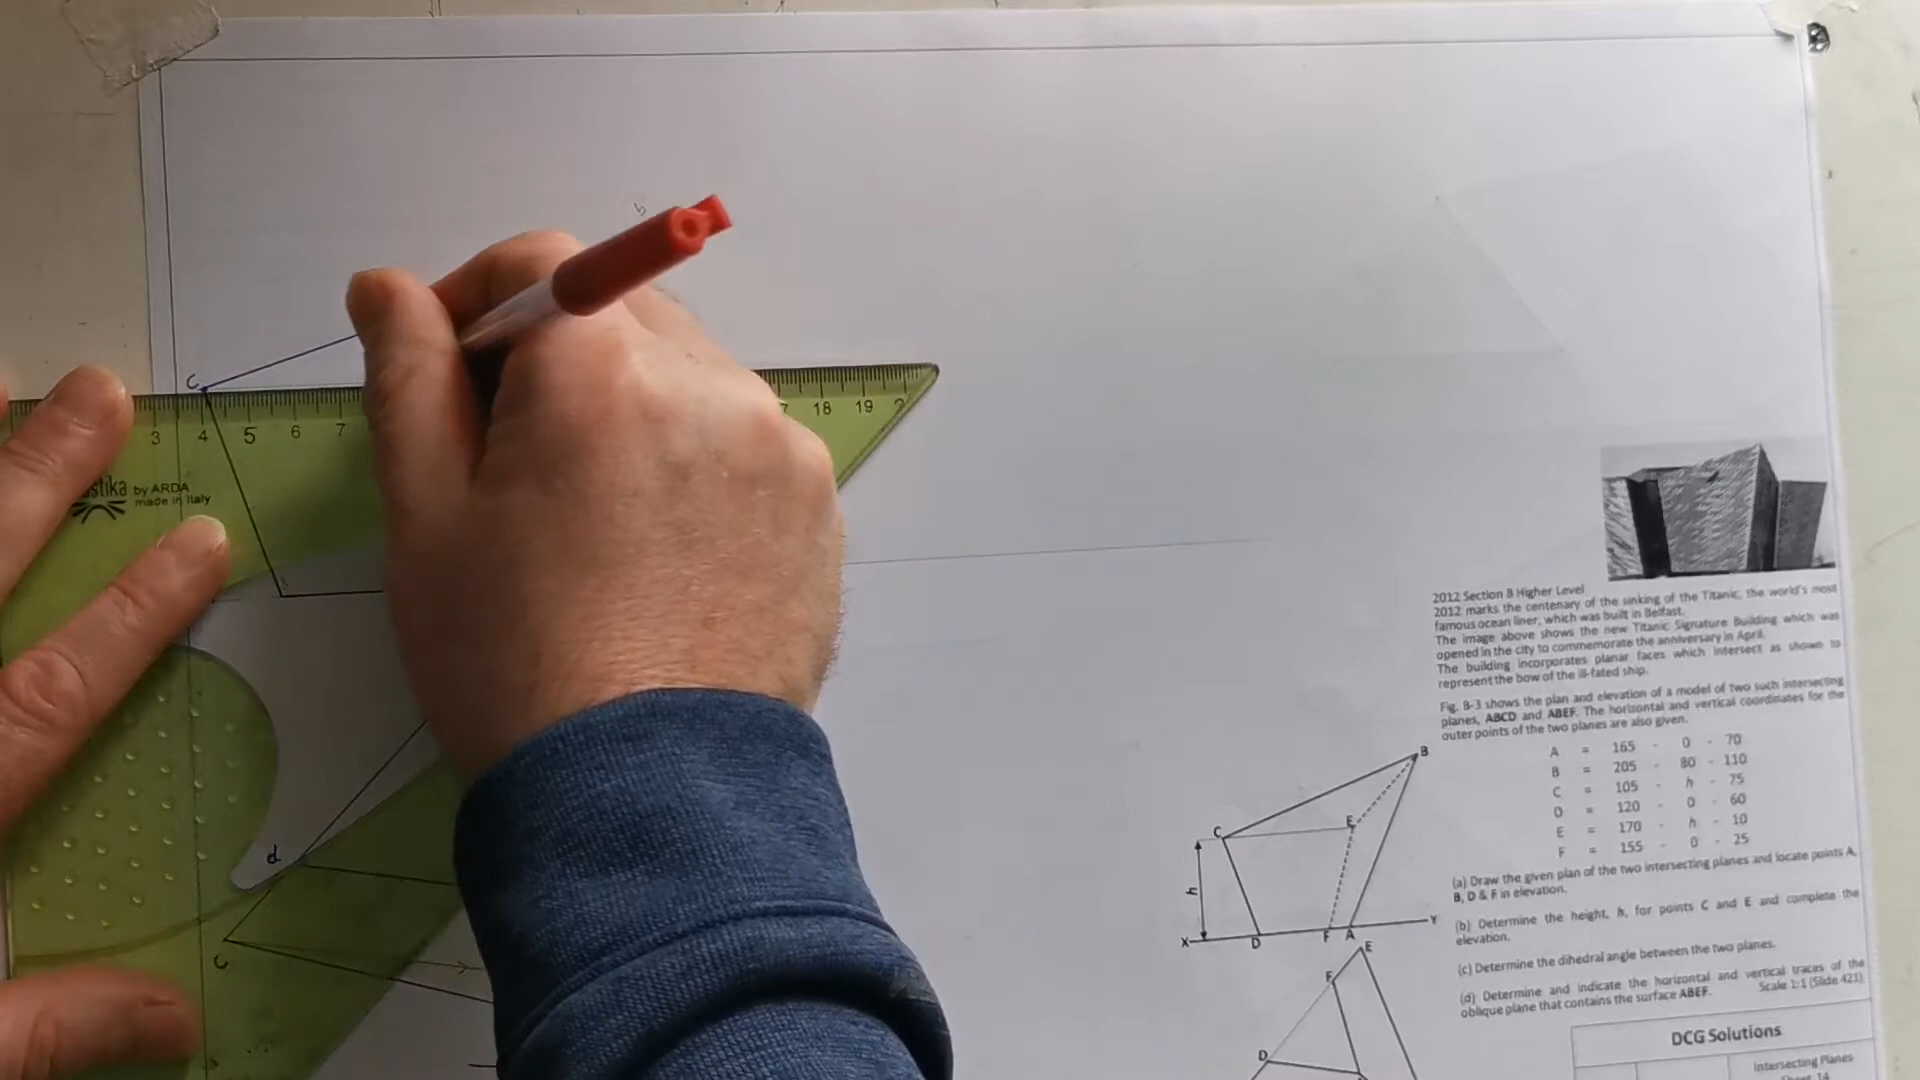 b
C
3 4 5 6 7 18 19
by ARDA
made in Italy
d
C
2012 Section B Higher Level
2012 marks the centenary of the sinking of the Titanic, the world's most
famous ocean liner, which was built in Belfast.
The image above shows the new Titanic Signature Building which was
opened in the city to commemorate the anniversary in April.
The building incorporates planar faces which intersect as shown to
represent the bow of the ill-fated ship.
Fig. B-3 shows the plan and elevation of a model of two such intersecting
planes, ABCD and ABEF. The horizontal and vertical coordinates for the
outer points of the two planes are also given.
A = 165 - 0 - 70
B = 205 - 80 - 110
C = 105 - h - 75
D = 120 - 0 - 60
E = 170 - h - 10
F = 155 - 0 - 25
(a) Draw the given plan of the two intersecting planes and locate points A,
B, D & F in elevation.
(b) Determine the height, h, for points C and E and complete the
elevation.
(c) Determine the dihedral angle between the two planes.
(d) Determine and indicate the horizontal and vertical traces of the
oblique plane that contains the surface ABEF. Scale 1:1 (Slide 421)
B
C
E
h
X D F A Y
E
F
D
DCG Solutions
Intersecting Planes